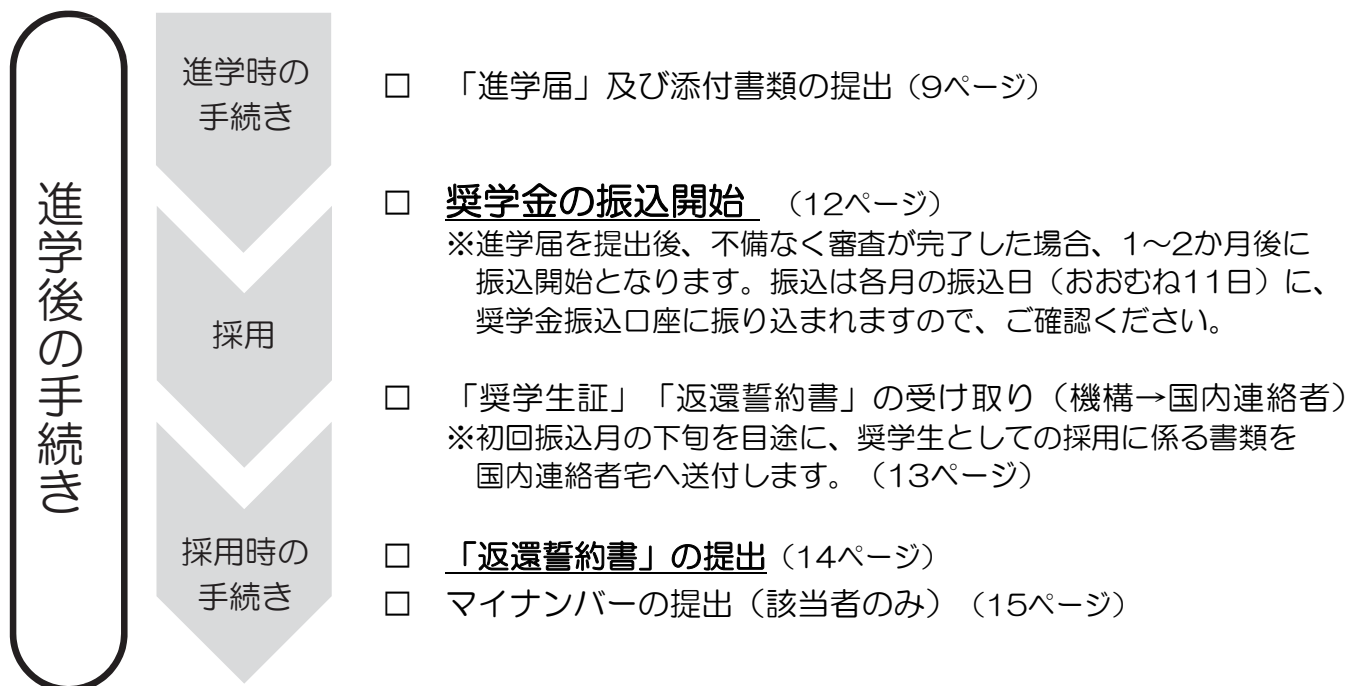 進学後の手続き
進学時の
手続き
□ 「進学届」及び添付書類の提出（9ページ）
□ 奨学金の振込開始 （12ページ）
※進学届を提出後、不備なく審査が完了した場合、1～2か月後に
振込開始となります。振込は各月の振込日（おおむね11日）に、
奨学金振込口座に振り込まれますので、ご確認ください。
採用
□ 「奨学生証」「返還誓約書」の受け取り（機構→国内連絡者）
※初回振込月の下旬を目途に、奨学生としての採用に係る書類を
国内連絡者宅へ送付します。（13ページ）
採用時の
手続き
□ 「返還誓約書」の提出（14ページ）
□ マイナンバーの提出（該当者のみ）（15ページ）